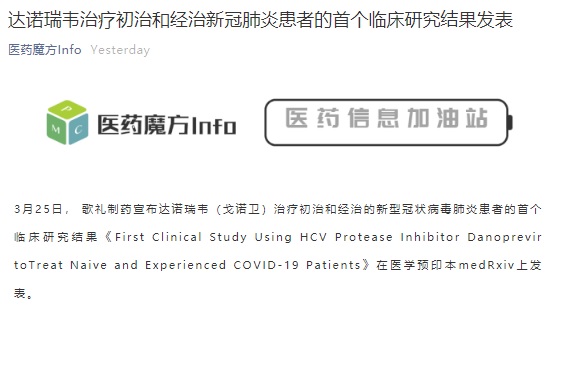 达诺瑞韦治疗初治和经治新冠肺炎患者的首个临床研究结果发表
医药魔方Info Yesterday
P
M C
医药魔方Info
医药信息加油站
3月25日， 歌礼制药宣布达诺瑞韦（戈诺卫）治疗初治和经治的新型冠状病毒肺炎患者的首个
临床研究结果《First Clinical Study Using HCV Protease Inhibitor Danoprevir
toTreat Naive and Experienced COVID-19 Patients》在医学预印本medRxiv上发
表。